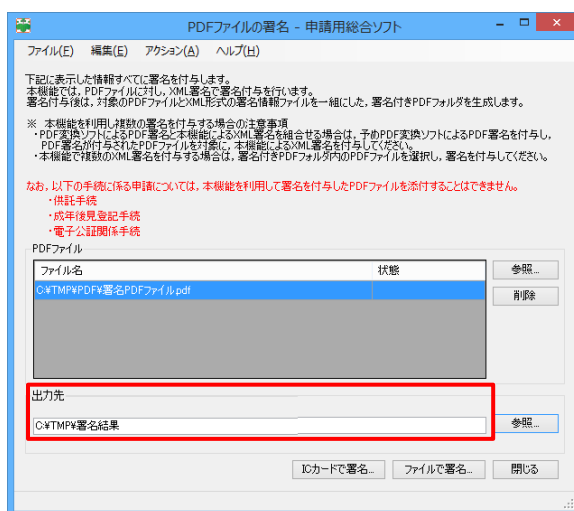 PDFファイルの署名 - 申請用総合ソフト
ファイル(F) 編集(E) アクション(A) ヘルプ(H)
下記に表示した情報すべてに署名を付与します。
本機能では、PDFファイルに対し、XML署名で署名付与を行います。
署名付与後は、対象のPDFファイルとXML形式の署名情報ファイルを一組にした、署名付きPDFフォルダを生成します。
※ 本機能を利用し複数の署名を付与する場合の注意事項
・PDF変換ソフトによるPDF署名と本機能によるXML署名を組合せる場合は、予めPDF変換ソフトによるPDF署名を付与し、
PDF署名が付与されたPDFファイルを対象に、本機能によるXML署名を付与してください。
・本機能で複数のXML署名を付与する場合は、署名付きPDFフォルダ内のPDFファイルを選択し、署名を付与してください。
なお、以下の手続に係る申請については、本機能を利用して署名を付与したPDFファイルを添付することはできません。
・供託手続
・成年後見登記手続
・電子公証関係手続
PDFファイル
ファイル名 状態 参照...
C:¥TMP¥PDF¥署名PDFファイル.pdf 削除
出力先
C:¥TMP¥署名結果 参照...
ICカードで署名... ファイルで署名... 閉じる